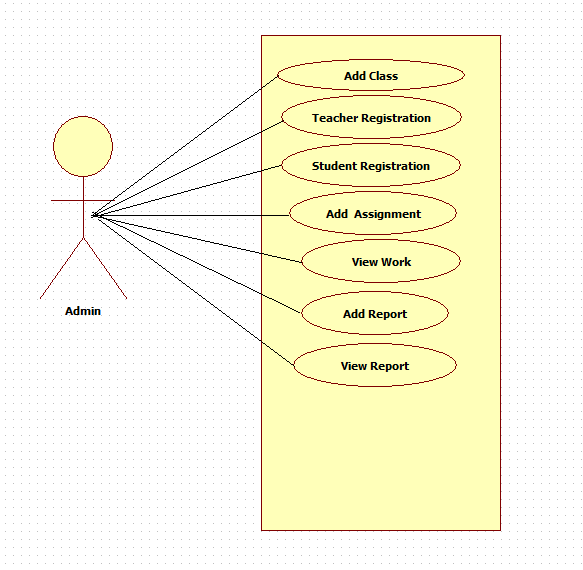 Add Class
Teacher Registration
Student Registration
Add Assignment
View Work
Add Report
View Report
Admin